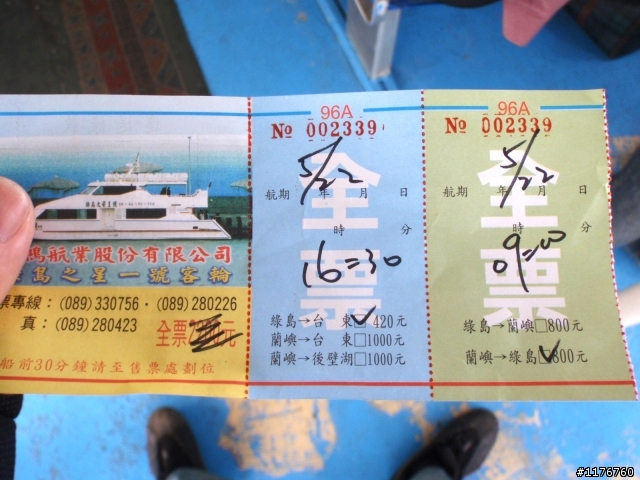 鴻航業股份有限公司
島之星一號客輪
票專線：(089)330756・(089)280226
真：(089)280423
全票
元
船前30分鐘請至售票處劃位
96A
No 002339
5/22
全票
航期 年 月 日
時 分
16=30
綠島→台 東□420元
蘭嶼→台 東□1000元
蘭嶼→後壁湖□1000元
96A
No 002339
5/22
全票
航期 年 月 日
時 分
09=00
綠島→蘭嶼□800元
蘭嶼→綠島□800元
#1176760